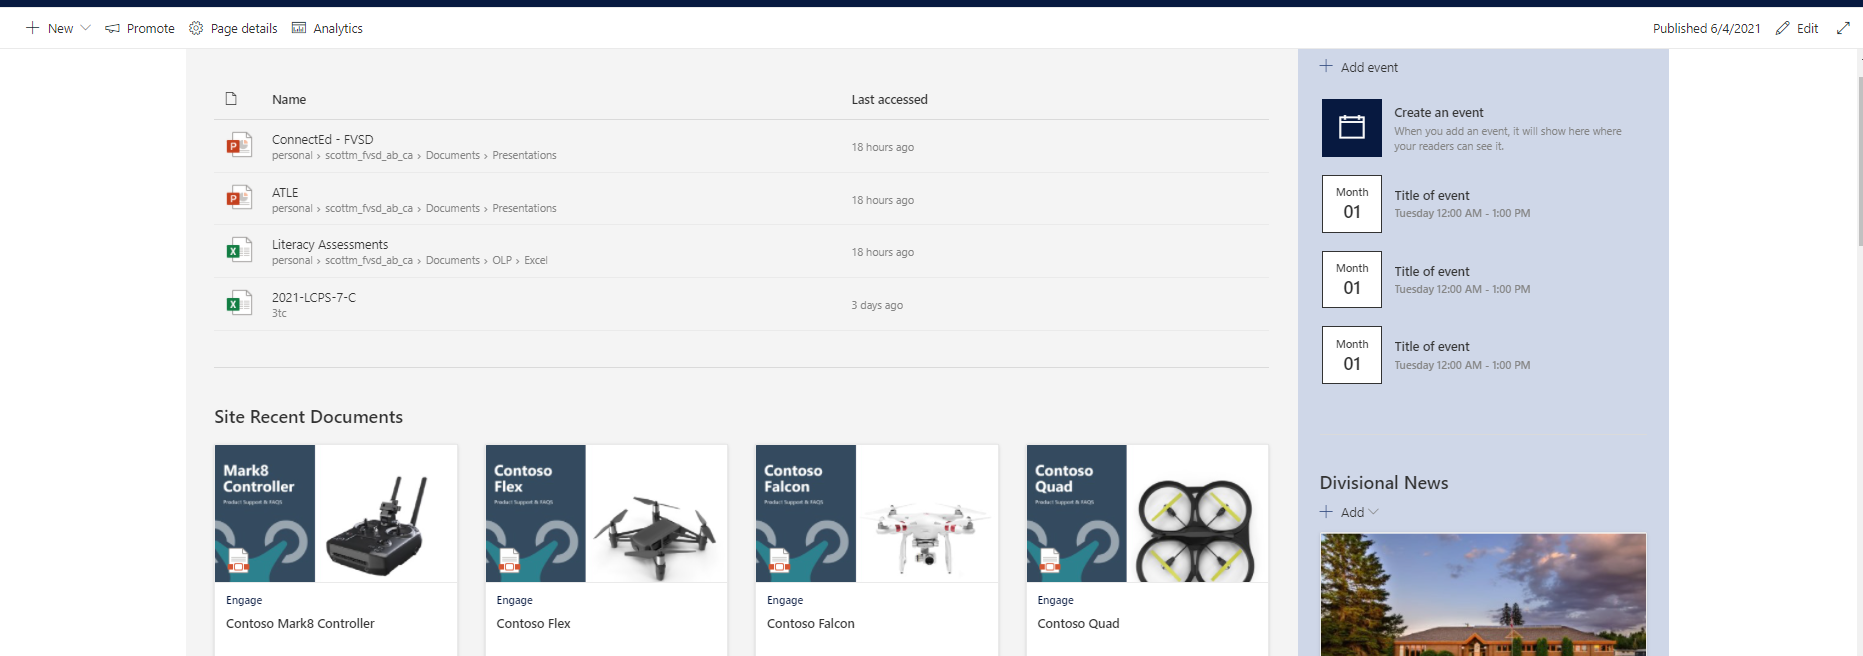 New
Promote
Page details
Analytics
Published 6/4/2021
Edit
Name
Last accessed
ConnectEd - FVSD
personal › scottm_fvsd_ab_ca › Documents › Presentations
18 hours ago
ATLE
personal › scottm_fvsd_ab_ca › Documents › Presentations
18 hours ago
Literacy Assessments
personal › scottm_fvsd_ab_ca › Documents › OLP › Excel
18 hours ago
2021-LCPS-7-C
3tc
3 days ago
Site Recent Documents
Mark8
Controller
Product Support & FAQS
Engage
Contoso Mark8 Controller
Contoso
Flex
Product Support & FAQS
Engage
Contoso Flex
Contoso
Falcon
Product Support & FAQS
Engage
Contoso Falcon
Contoso
Quad
Product Support & FAQS
Engage
Contoso Quad
Add event
Create an event
When you add an event, it will show here where
your readers can see it.
Month
01
Title of event
Tuesday 12:00 AM - 1:00 PM
Month
01
Title of event
Tuesday 12:00 AM - 1:00 PM
Month
01
Title of event
Tuesday 12:00 AM - 1:00 PM
Divisional News
Add